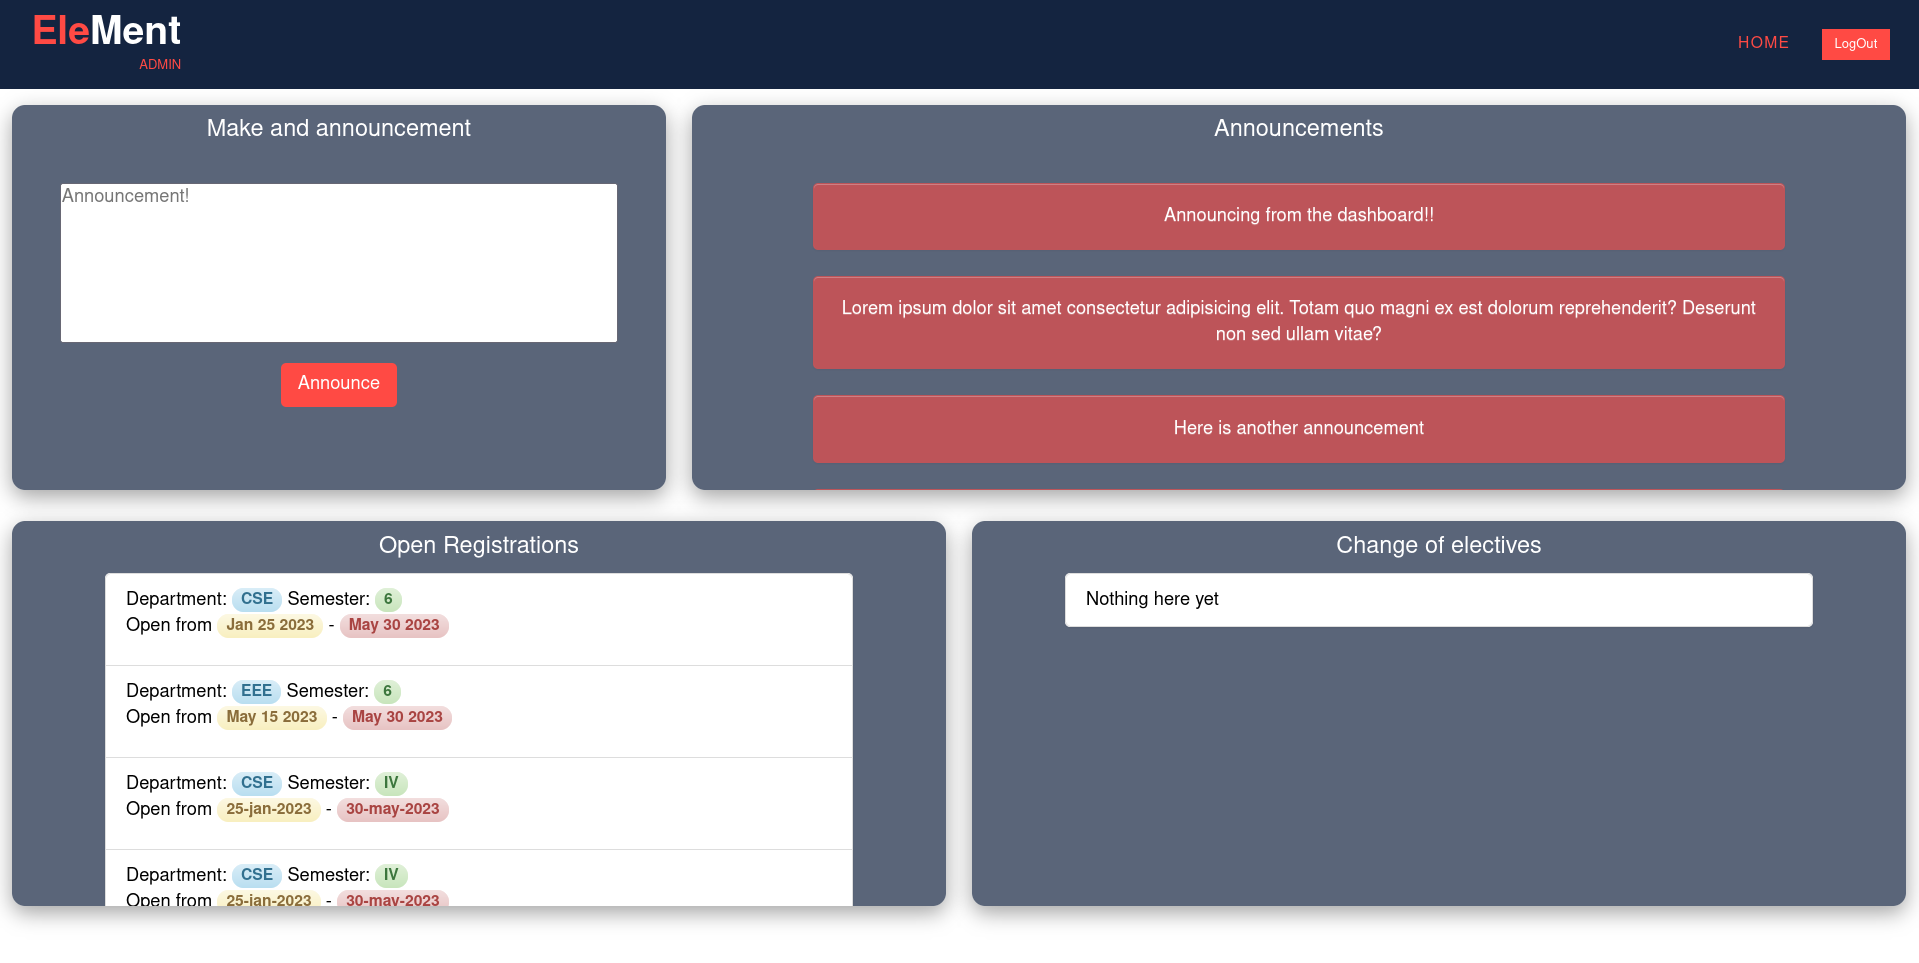 EleMent
ADMIN
HOME
LogOut
Make and announcement
Announcement!
Announce
Announcements
Announcing from the dashboard!!
Lorem ipsum dolor sit amet consectetur adipisicing elit. Totam quo magni ex est dolorum reprehenderit? Deserunt
non sed ullam vitae?
Here is another announcement
Open Registrations
Department: CSE Semester: 6
Open from Jan 25 2023 - May 30 2023
Department: EEE Semester: 6
Open from May 15 2023 - May 30 2023
Department: CSE Semester: IV
Open from 25-jan-2023 - 30-may-2023
Department: CSE Semester: IV
Open from 25-jan-2023 - 30-may-2023
Change of electives
Nothing here yet